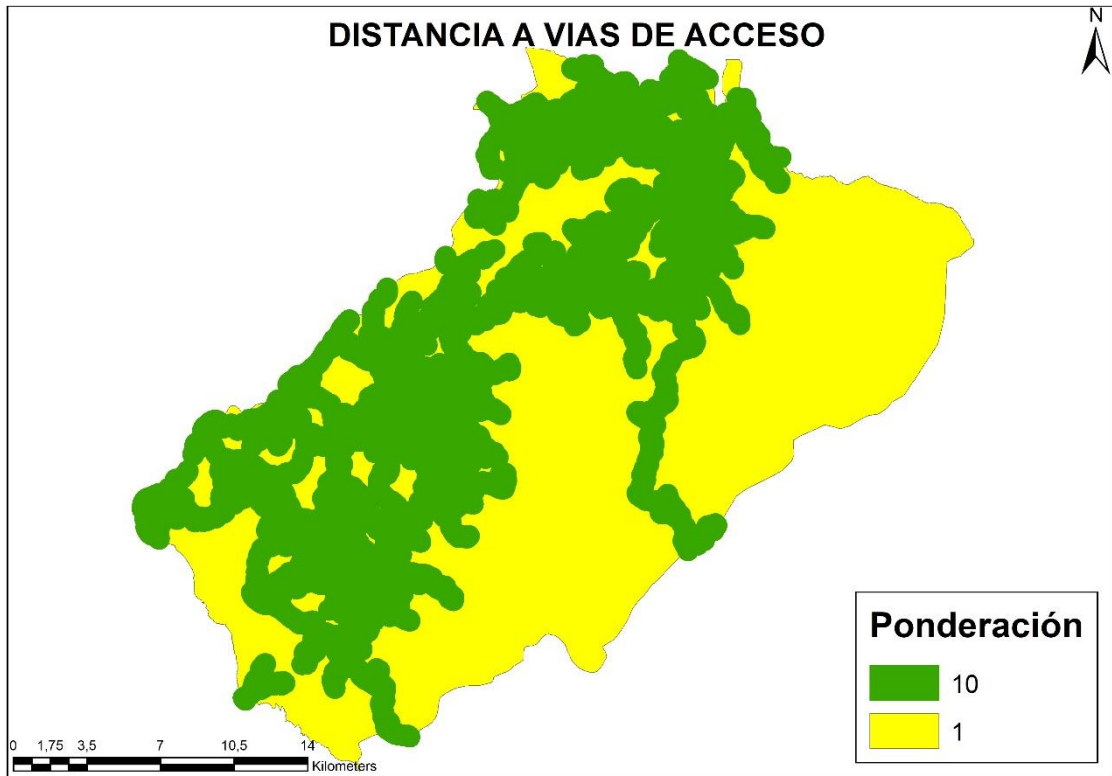 DISTANCIA A VIAS DE ACCESO
N
Ponderación
10
1
0 1,75 3,5 7 10,5 14
Kilometers